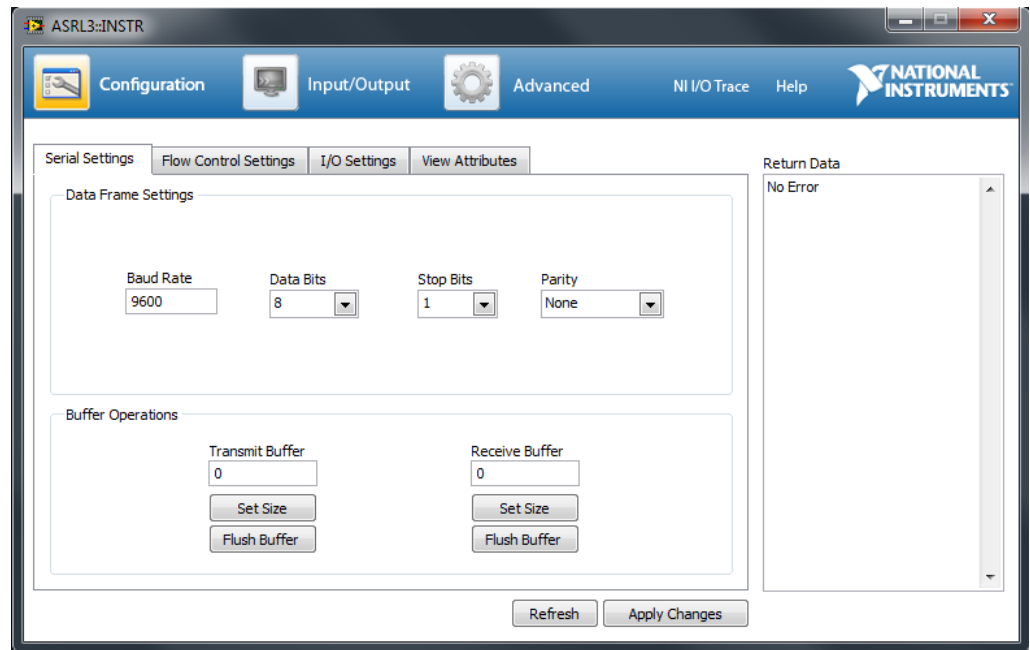 ASRL3::INSTR
Configuration Input/Output Advanced NI I/O Trace Help NATIONAL INSTRUMENTS™
Serial Settings Flow Control Settings I/O Settings View Attributes
Return Data
No Error
Data Frame Settings
Baud Rate Data Bits Stop Bits Parity
9600 8 1 None
Buffer Operations
Transmit Buffer Receive Buffer
0 0
Set Size Set Size
Flush Buffer Flush Buffer
Refresh Apply Changes